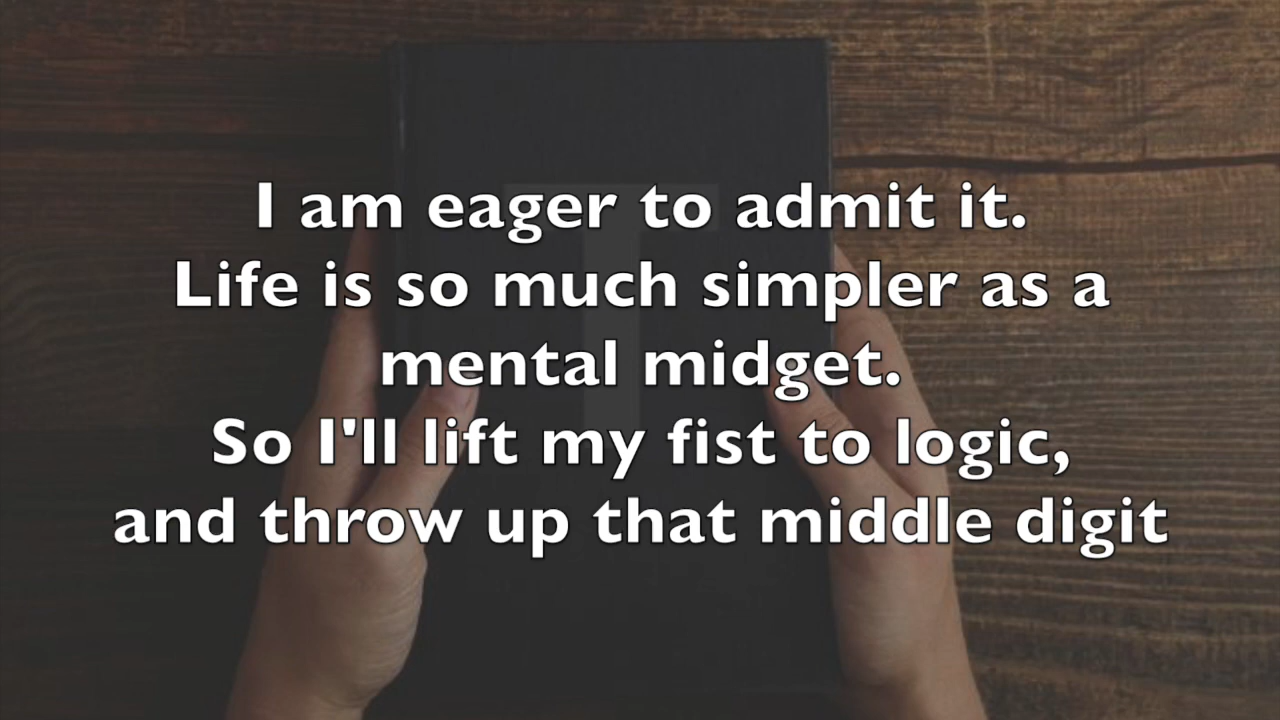 I am eager to admit it.
Life is so much simpler as a
mental midget.
So I'll lift my fist to logic,
and throw up that middle digit